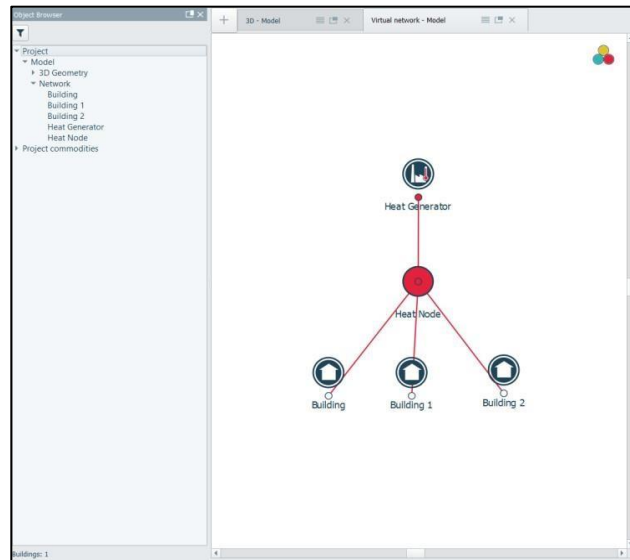 Object Browser
Project
Model
3D Geometry
Network
Building
Building 1
Building 2
Heat Generator
Heat Node
Project commodities
Buildings: 1
+ 3D - Model Virtual network - Model
Heat Generator
Heat Node
Building Building 1 Building 2